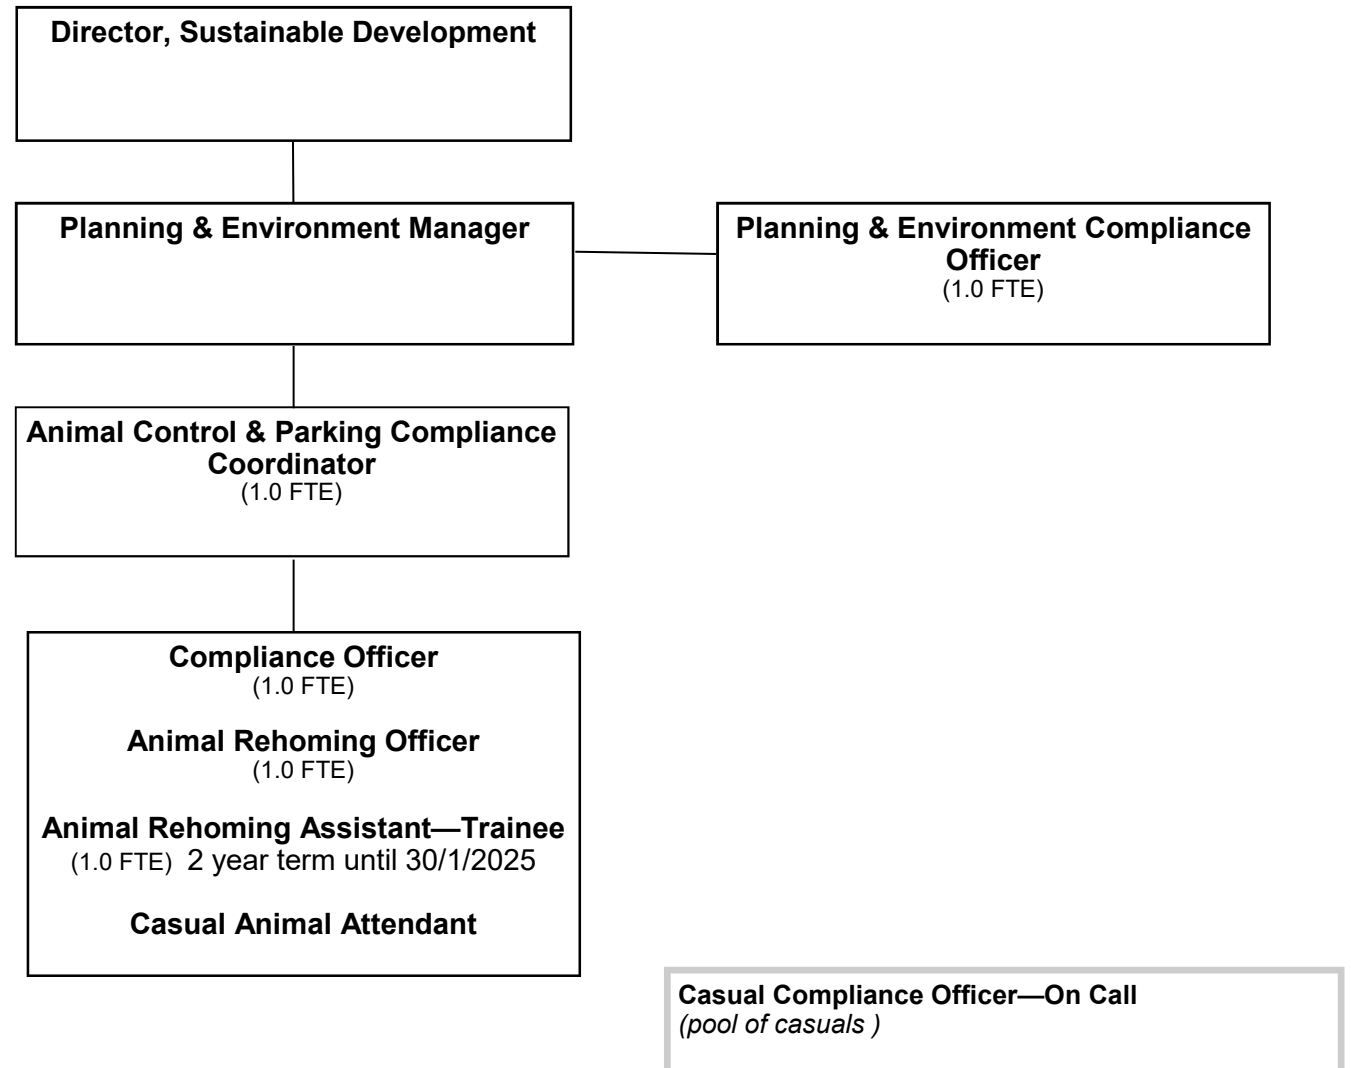 Director, Sustainable Development
Planning & Environment Manager
Planning & Environment Compliance
Officer
(1.0 FTE)
Animal Control & Parking Compliance
Coordinator
(1.0 FTE)
Compliance Officer
(1.0 FTE)
Animal Rehoming Officer
(1.0 FTE)
Animal Rehoming Assistant—Trainee
(1.0 FTE) 2 year term until 30/1/2025
Casual Animal Attendant
Casual Compliance Officer—On Call
(pool of casuals )